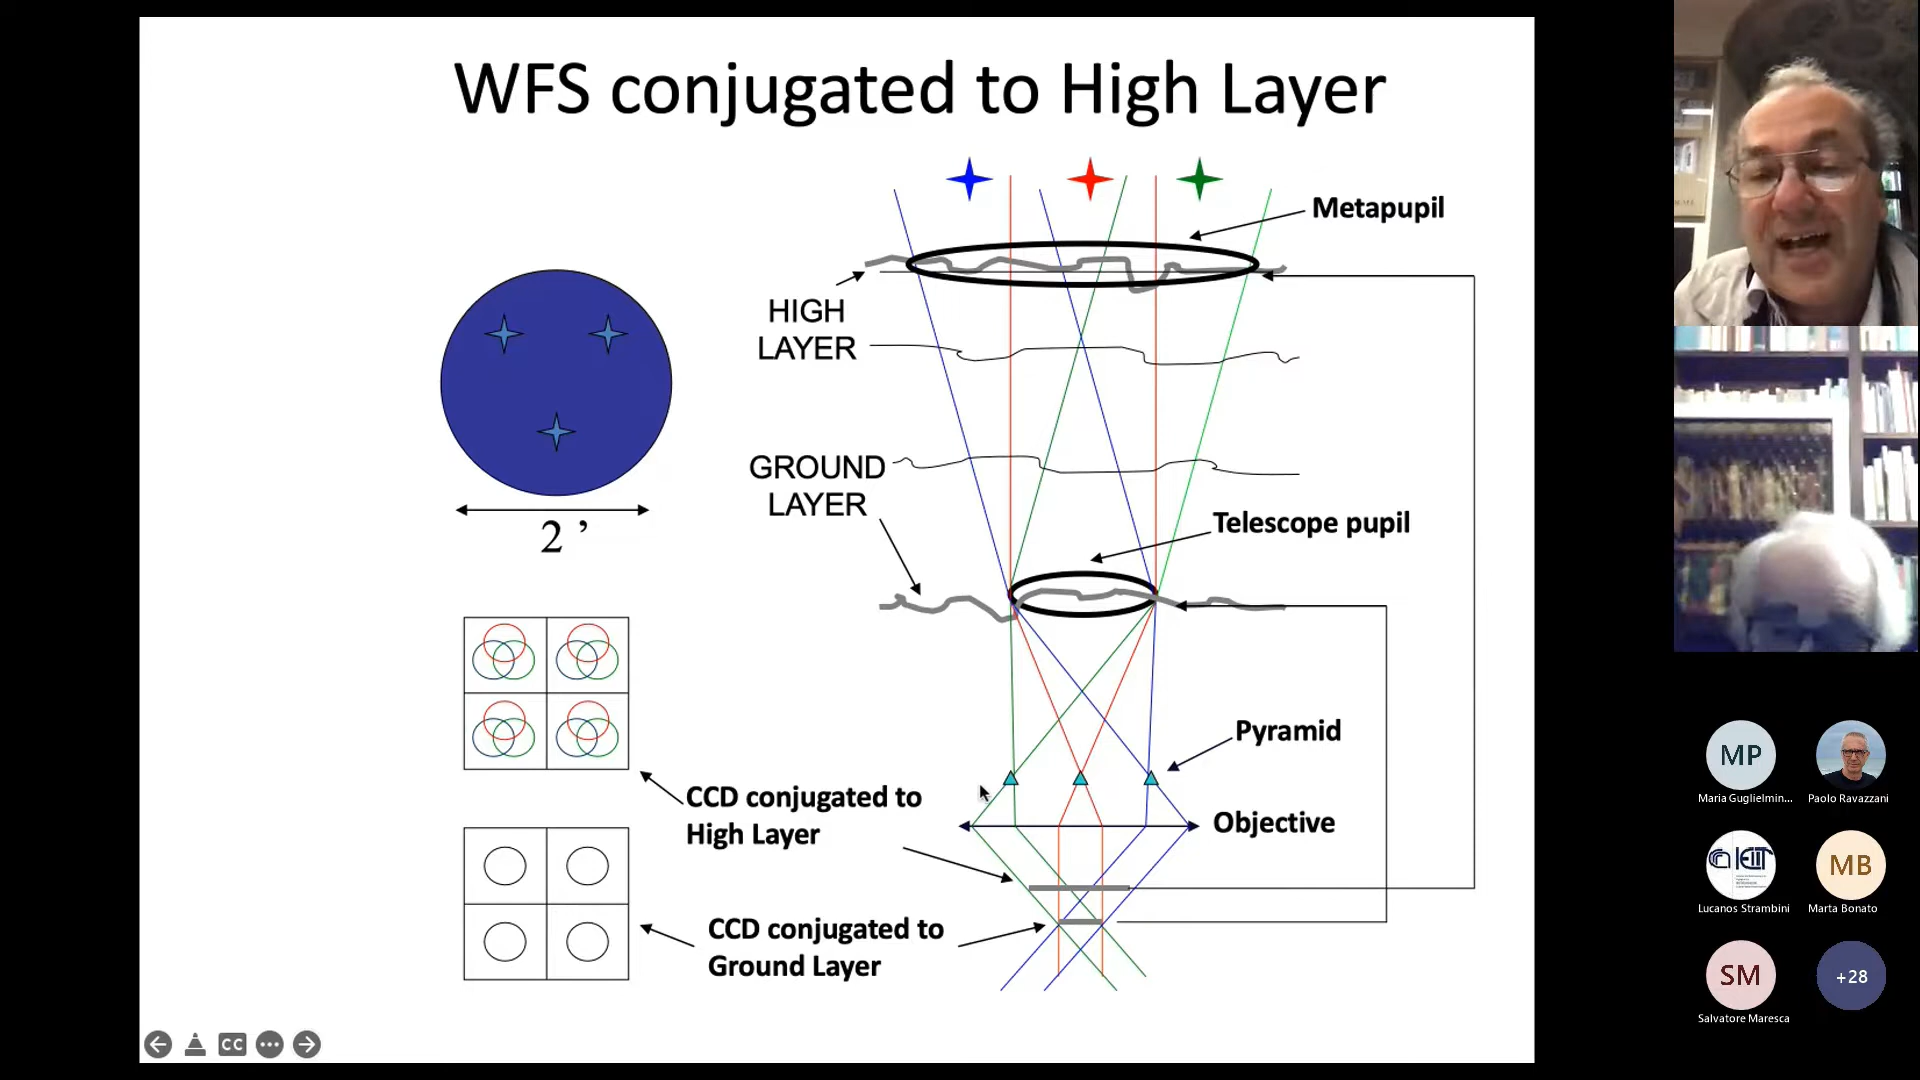 WFS conjugated to High Layer
Metapupil
HIGH
LAYER
GROUND
LAYER
Telescope pupil
2 ’
Pyramid
CCD conjugated to
High Layer
Objective
CCD conjugated to
Ground Layer
CC
MP
Maria Guglielmin...
Paolo Ravazzani
IEIIT
Lucanos Strambini
MB
Marta Bonato
SM
Salvatore Maresca
+28